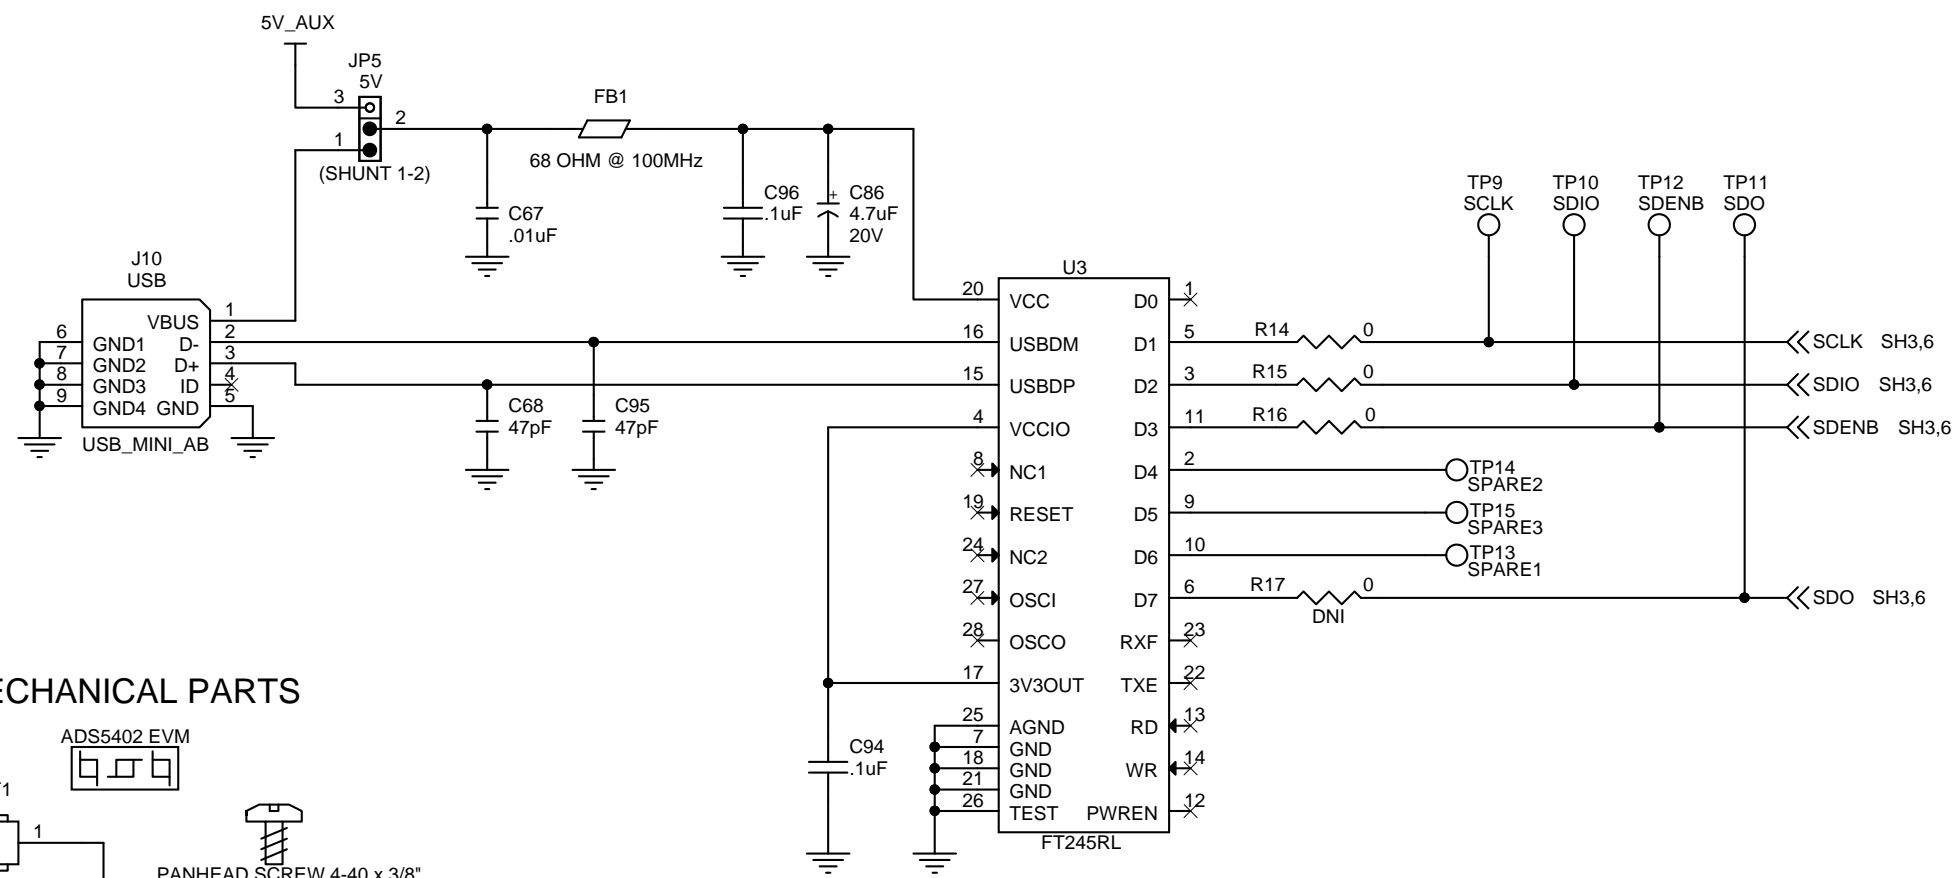 5V_AUX
JP5
5V
3
2
1
(SHUNT 1-2)
FB1
68 OHM @ 100MHz
C67
.01uF
C96
.1uF
C86
4.7uF
20V
+
J10
USB
VBUS 1
6 GND1 D- 2
7 GND2 D+ 3
8 GND3 ID 4
9 GND4 GND 5
USB_MINI_AB
C68
47pF
C95
47pF
U3
20 VCC D0 1
16 USBDM D1 5
15 USBDP D2 3
4 VCCIO D3 11
8 NC1 D4 2
19 RESET D5 9
24 NC2 D6 10
27 OSCI D7 6
28 OSCO RXF 23
17 3V3OUT TXE 22
25 AGND RD 13
7 GND
18 GND WR 14
21 GND
26 TEST PWREN 12
FT245RL
C94
.1uF
TP9
SCLK
TP10
SDIO
TP12
SDENB
TP11
SDO
R14 0
SCLK SH3,6
R15 0
SDIO SH3,6
R16 0
SDENB SH3,6
TP14
SPARE2
TP15
SPARE3
TP13
SPARE1
R17 0
DNI
SDO SH3,6
ECHANICAL PARTS
ADS5402 EVM
1
1
PANHEAD SCREW 4-40 x 3/8"